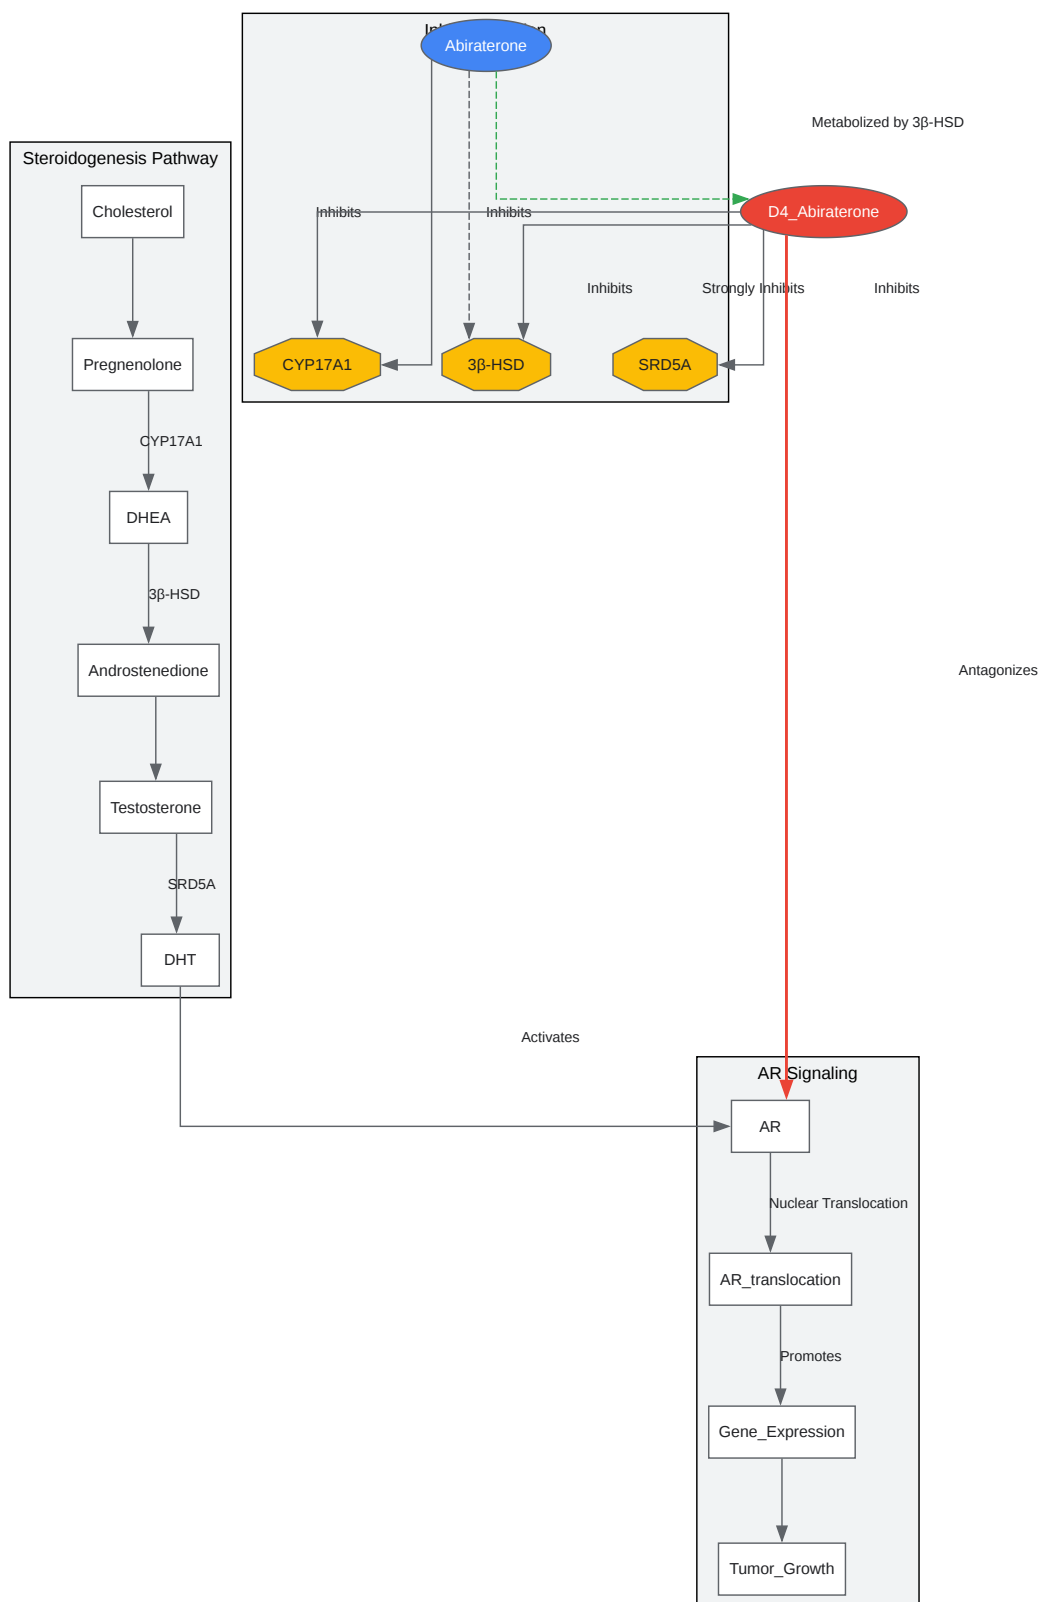 Abiraterone
Metabolized by 3β-HSD
Steroidogenesis Pathway
Cholesterol
Inhibits
Inhibits
D4_Abiraterone
Inhibits
Strongly Inhibits
Inhibits
Pregnenolone
CYP17A1
3β-HSD
SRD5A
CYP17A1
DHEA
3β-HSD
Androstenedione
Antagonizes
Testosterone
SRD5A
DHT
Activates
AR Signaling
AR
Nuclear Translocation
AR_translocation
Promotes
Gene_Expression
Tumor_Growth